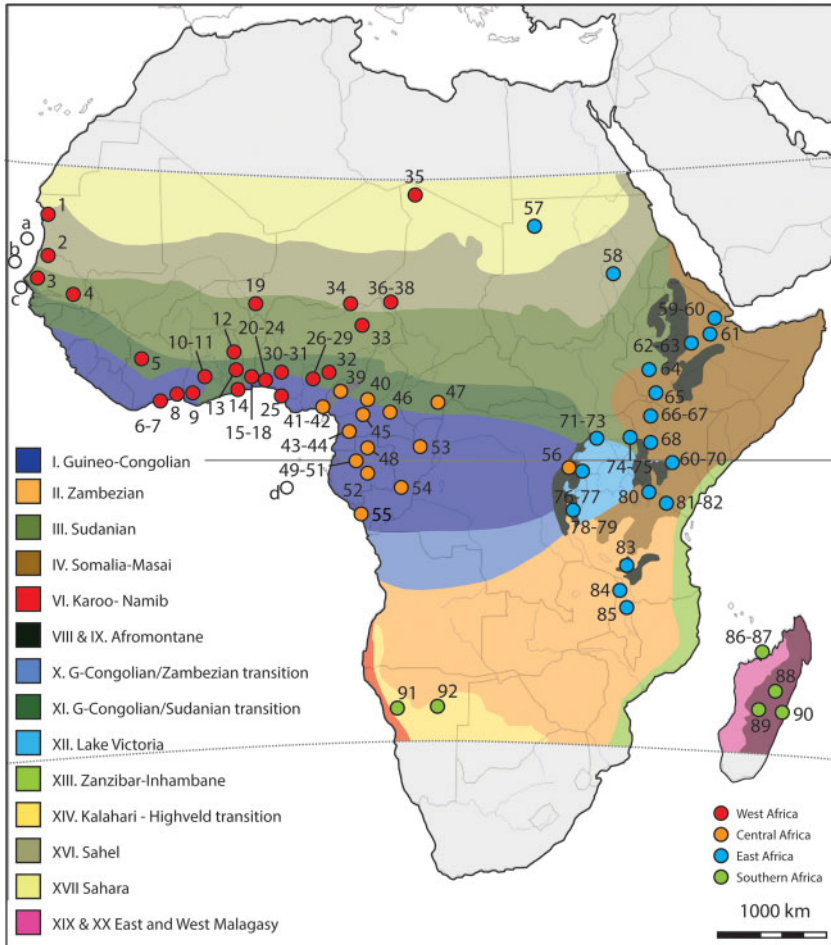 35
57
1
a
58
2
b
3
c
4
19
34
36-38
59-60
33
61
20-24
12
26-29
62-63
10-11
30-31
32
5
64
39
40
47
46
65
13
14
25
66-67
8
6-7
9
41-42
71-73
15-18
45
68
43-44
53
56
74-75
60-70
48
49-51
d
52
54
76-77
80
81-82
78-79
55
83
84
85
86-87
88
91
92
89
90
I. Guineo-Congolian
II. Zambezian
III. Sudanian
IV. Somalia-Masai
VI. Karoo- Namib
VIII & IX. Afromontane
X. G-Congolian/Zambezian transition
XI. G-Congolian/Sudanian transition
XII. Lake Victoria
XIII. Zanzibar-Inhambane
XIV. Kalahari - Highveld transition
XVI. Sahel
XVII Sahara
XIX & XX East and West Malagasy
West Africa
Central Africa
East Africa
Southern Africa
1000 km